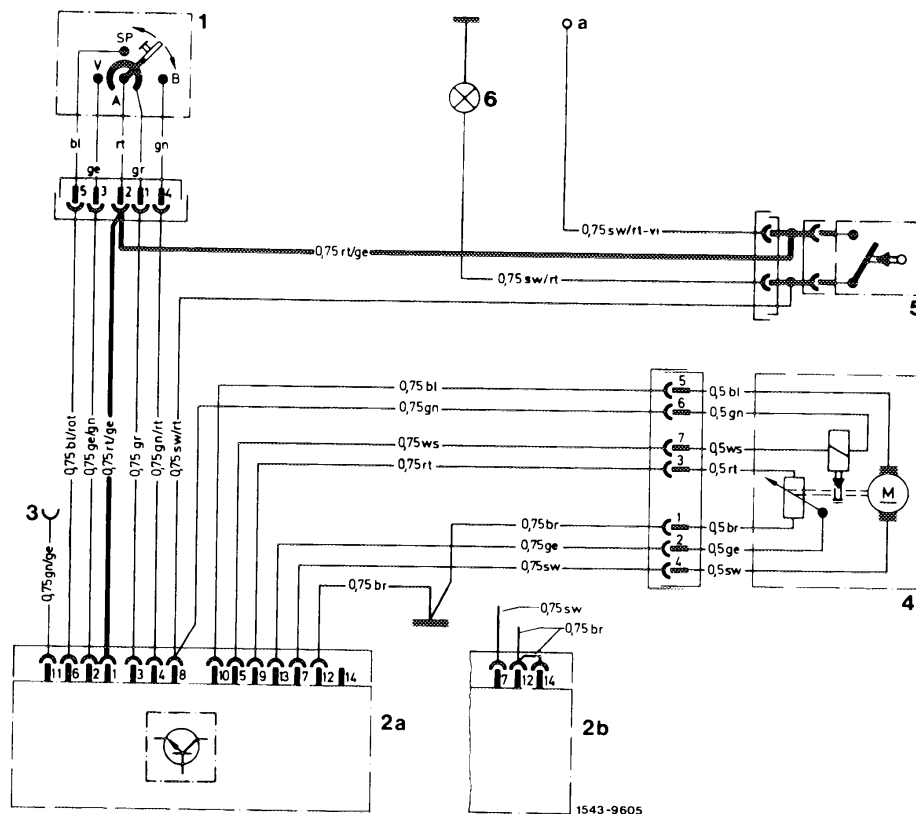 1
SP
V
A
B
bl
ge
rt
gr
gn
5 3 2 1 4
6
a
0,75 sw/rt-vi
0,75 rt/ge
0,75 sw/rt
5
0,75 bl/rot
0,75 ge/gn
0,75 rt/ge
0,75 gr
0,75 gn/rt
0,75 sw/rt
0,75 bl
5
0,5 bl
0,75 gn
6
0,5 gn
0,75 ws
7
0,5 ws
0,75 rt
3
0,5 rt
M
0,75 br
1
0,5 br
0,75 ge
2
0,5 ge
0,75 sw
4
0,5 sw
4
3
0,75 gn/ge
0,75 br
0,75 sw
0,75 br
11 6 2 1 3 4 8 10 5 9 13 7 12 14
2a
7 12 14
2b
1543-9605